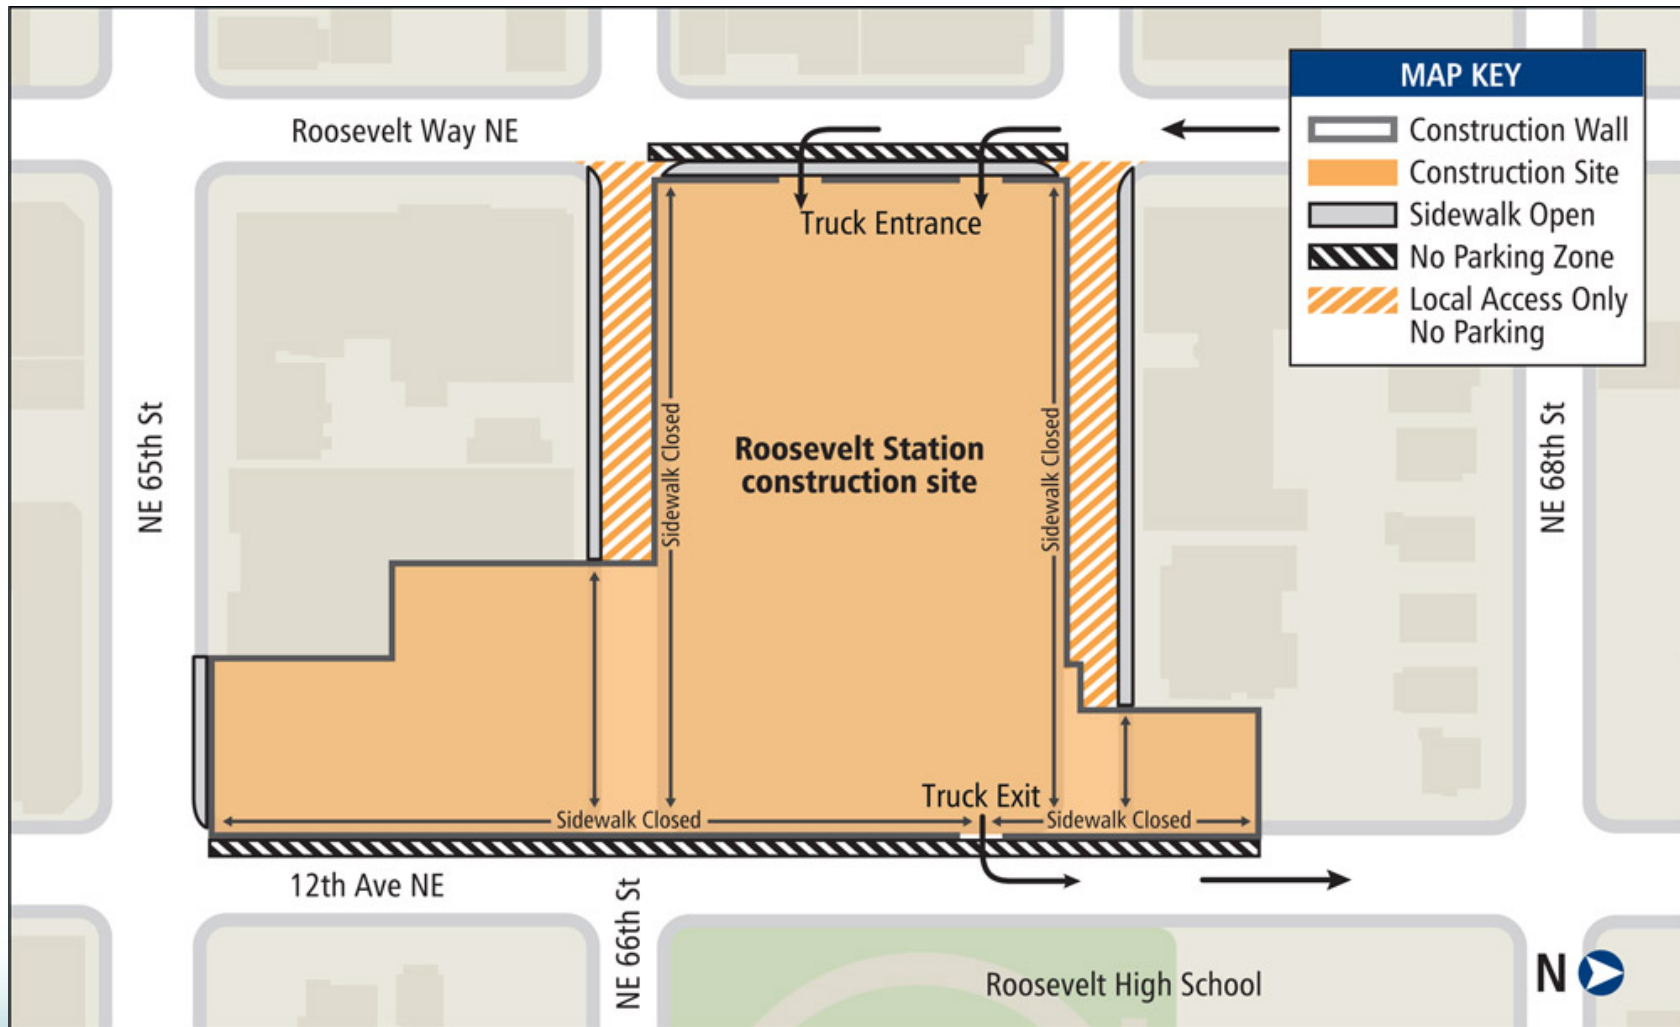 MAP KEY
Construction Wall
Construction Site
Sidewalk Open
No Parking Zone
Local Access Only
No Parking
Roosevelt Way NE
Truck Entrance
NE 65th St
Sidewalk Closed
Roosevelt Station
construction site
Sidewalk Closed
NE 68th St
Truck Exit
Sidewalk Closed
Sidewalk Closed
12th Ave NE
NE 66th St
Roosevelt High School
N